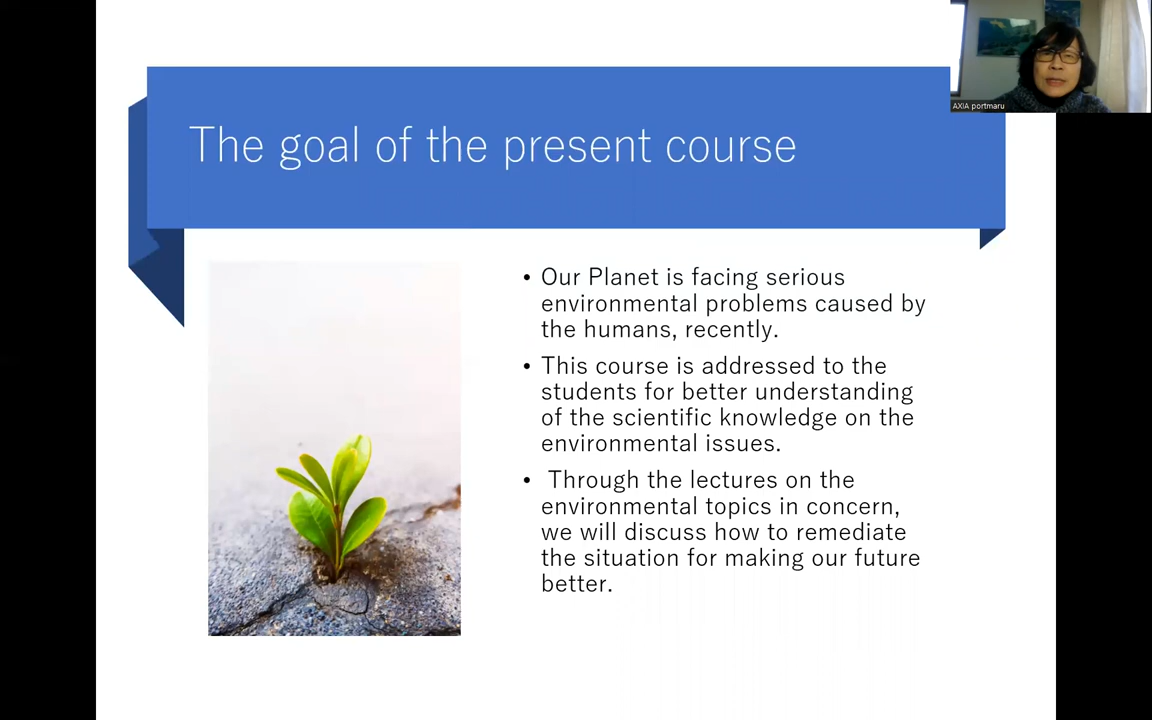 AXIA portmaru
The goal of the present course
• Our Planet is facing serious
environmental problems caused by
the humans, recently.
• This course is addressed to the
students for better understanding
of the scientific knowledge on the
environmental issues.
• Through the lectures on the
environmental topics in concern,
we will discuss how to remediate
the situation for making our future
better.